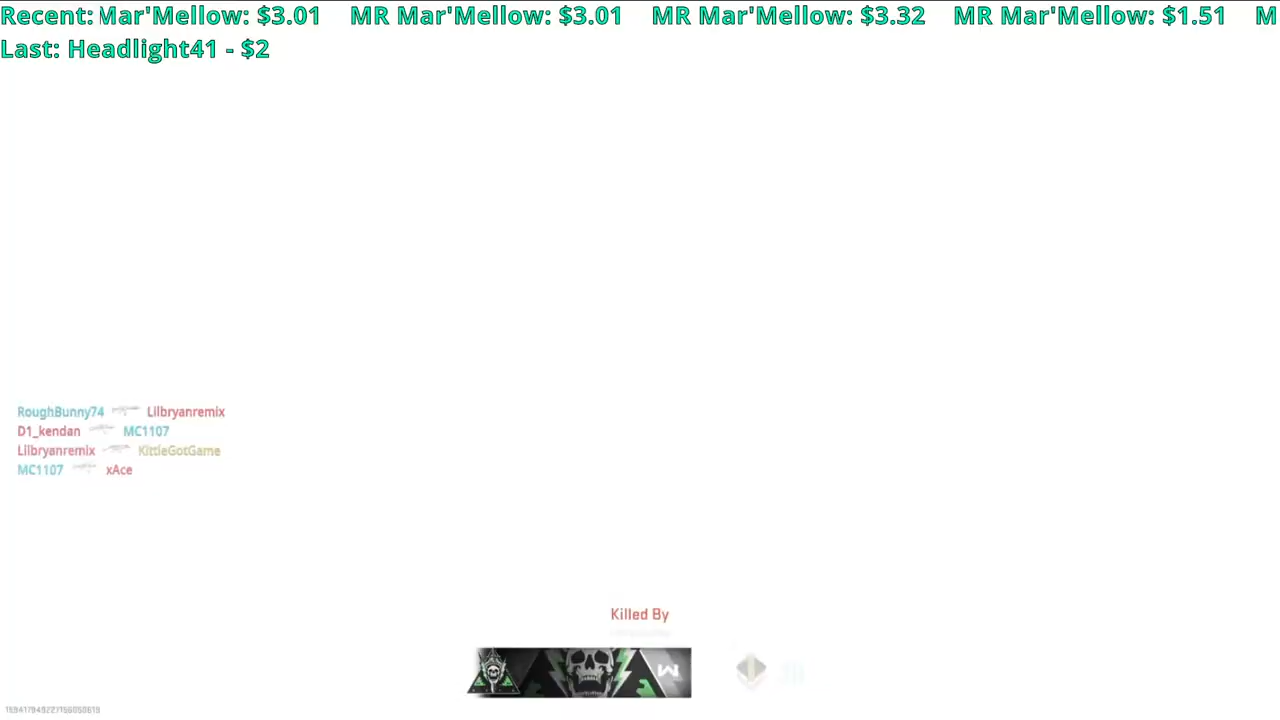 Recent: Mar'Mellow: $3.01 MR Mar'Mellow: $3.01 MR Mar'Mellow: $3.32 MR Mar'Mellow: $1.51 M
Last: Headlight41 - $2
RoughBunny74 Lilbryanremix
D1_kendan MC1107
Lilbryanremix KittleGotGame
MC1107 xAce
Killed By